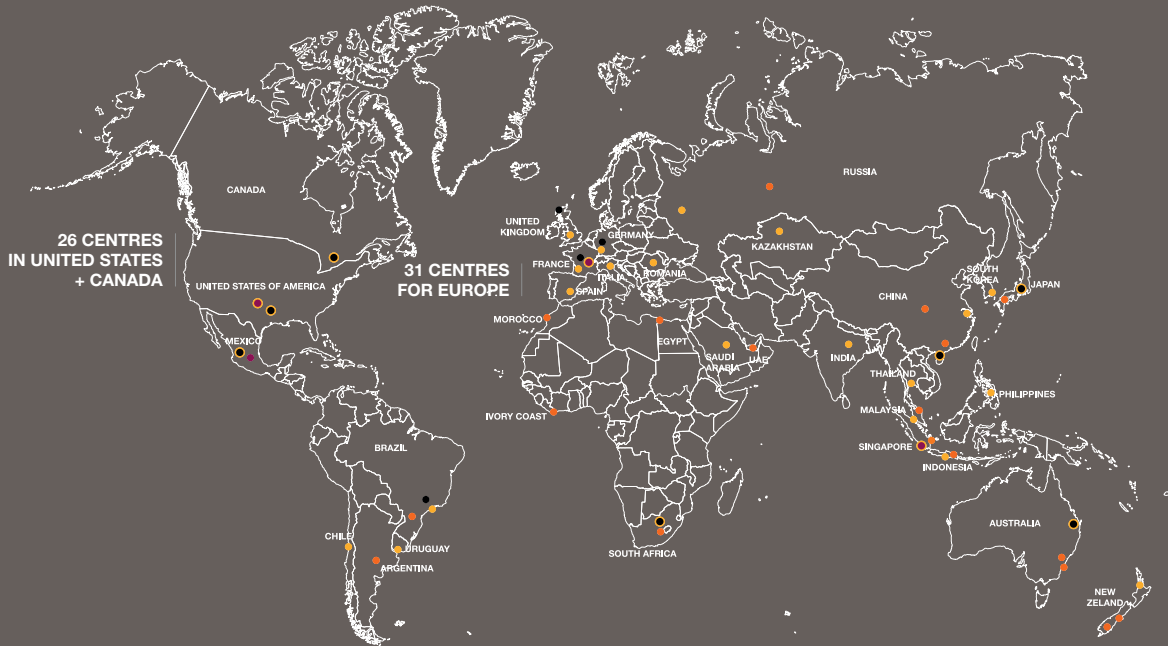 CANADA
26 CENTRES
IN UNITED STATES
+ CANADA
UNITED STATES OF AMERICA
MEXICO
BRAZIL
CHILE
URUGUAY
ARGENTINA
UNITED
KINGDOM
GERMANY
FRANCE
31 CENTRES
FOR EUROPE
ITALIA
ROMANIA
SPAIN
MOROCCO
EGYPT
SAUDI
ARABIA
UAE
IVORY COAST
SOUTH AFRICA
RUSSIA
KAZAKHSTAN
CHINA
SOUTH
KOREA
JAPAN
INDIA
THAILAND
PHILIPPINES
MALAYSIA
SINGAPORE
INDONESIA
AUSTRALIA
NEW
ZELAND